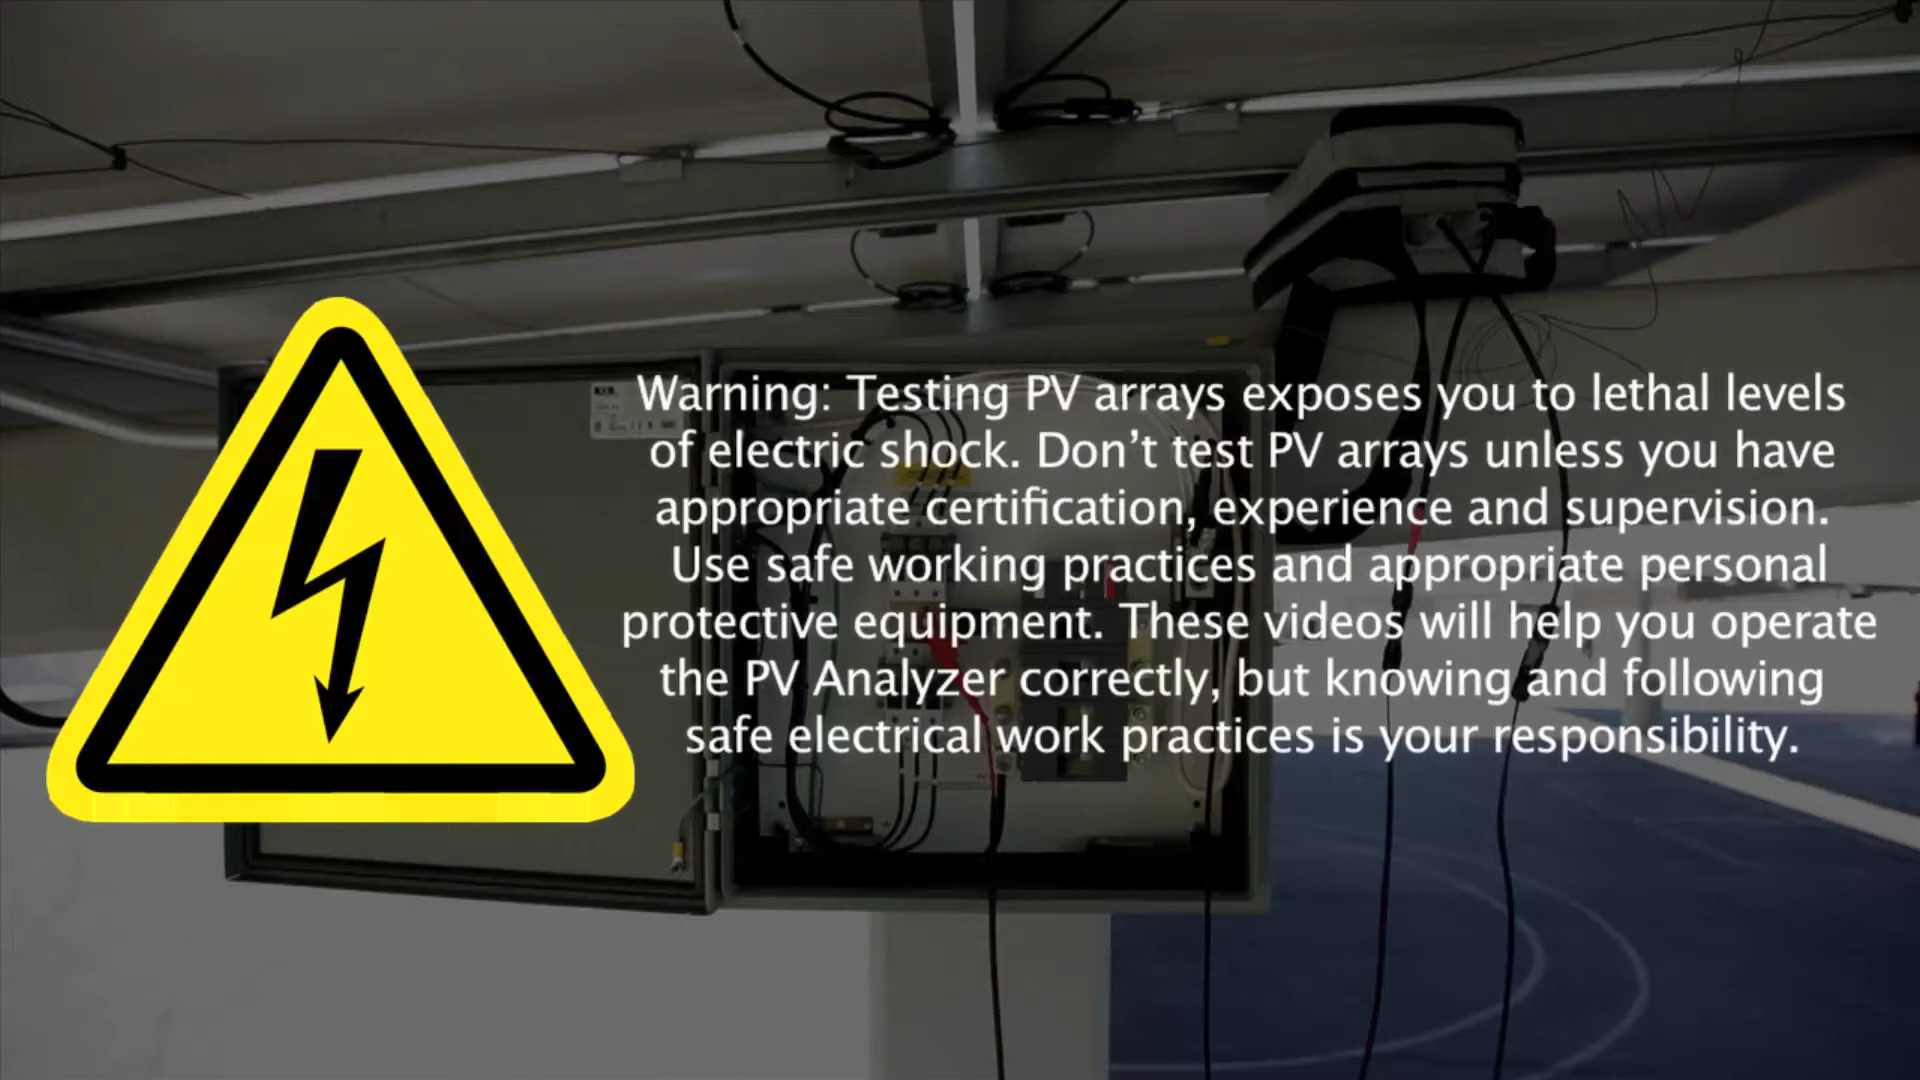 Warning: Testing PV arrays exposes you to lethal levels
of electric shock. Don’t test PV arrays unless you have
appropriate certification, experience and supervision.
Use safe working practices and appropriate personal
protective equipment. These videos will help you operate
the PV Analyzer correctly, but knowing and following
safe electrical work practices is your responsibility.